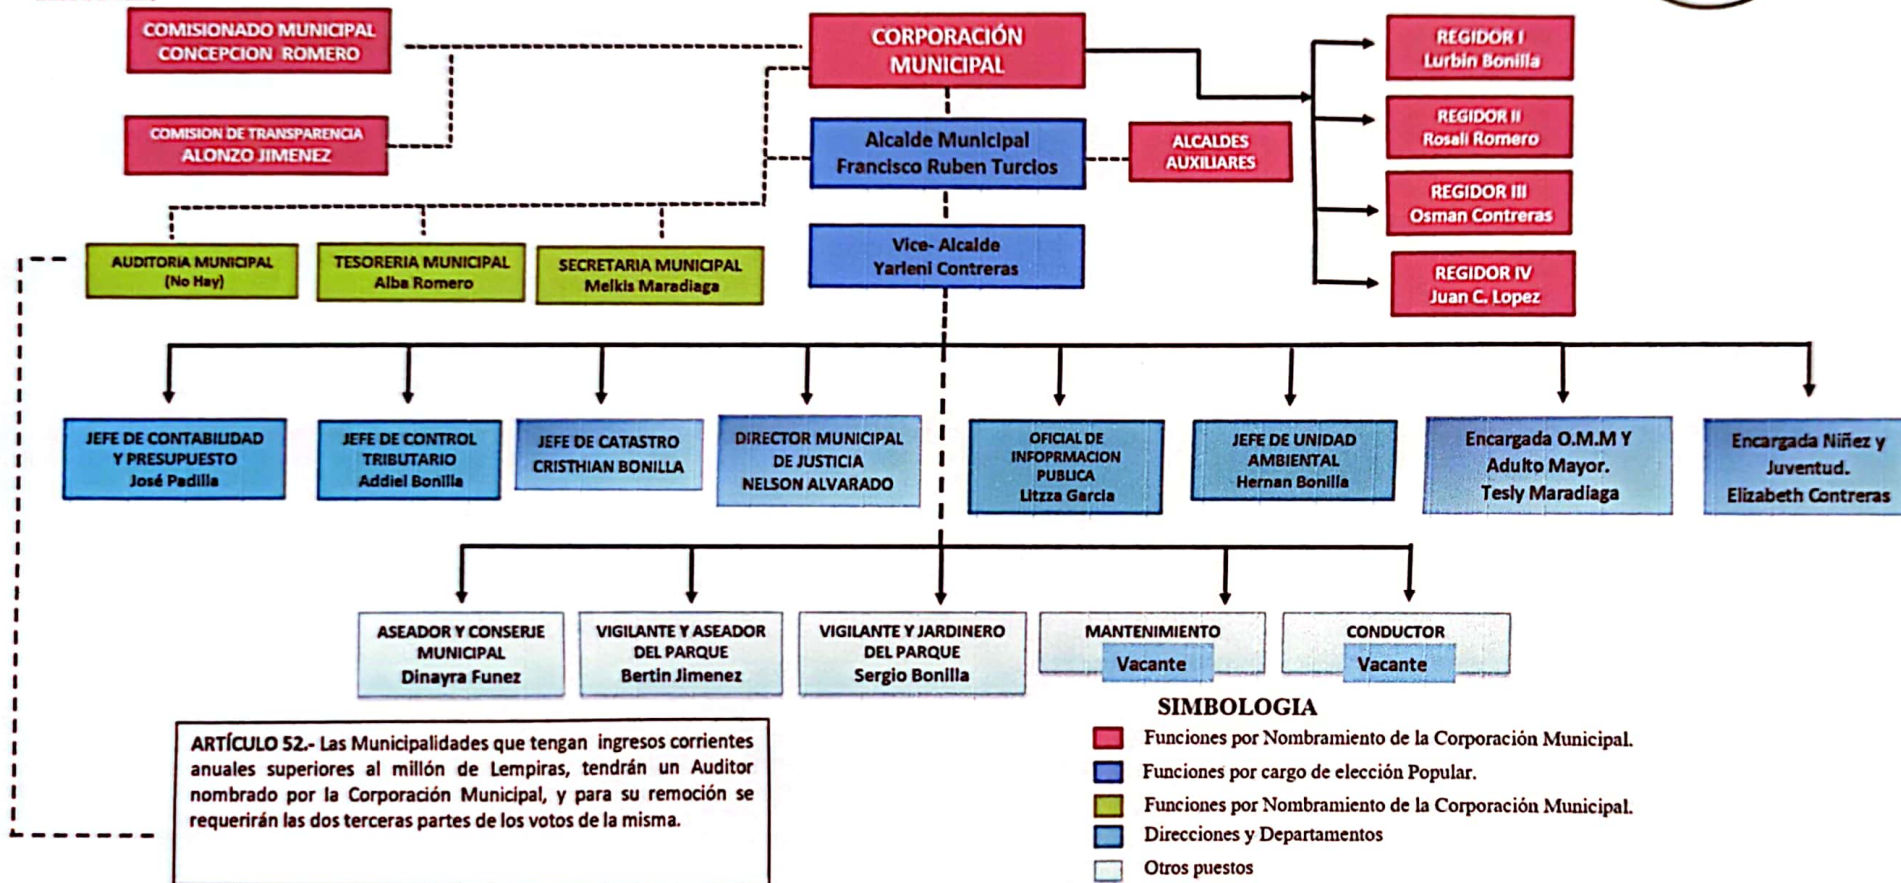 COMISIONADO MUNICIPAL
CONCEPCION ROMERO
CORPORACIÓN
MUNICIPAL
REGIDOR I
Lurbin Bonilla
COMISION DE TRANSPARENCIA
ALONZO JIMENEZ
Alcalde Municipal
Francisco Ruben Turcios
ALCALDES
AUXILIARES
REGIDOR II
Rosali Romero
REGIDOR III
Osman Contreras
AUDITORIA MUNICIPAL
(No Hay)
TESORERIA MUNICIPAL
Alba Romero
SECRETARIA MUNICIPAL
Melkis Maradiaga
Vice- Alcalde
Yarleni Contreras
REGIDOR IV
Juan C. Lopez
JEFE DE CONTABILIDAD
Y PRESUPUESTO
José Padilla
JEFE DE CONTROL
TRIBUTARIO
Addiel Bonilla
JEFE DE CATASTRO
CRISTHIAN BONILLA
DIRECTOR MUNICIPAL
DE JUSTICIA
NELSON ALVARADO
OFICIAL DE
INFOPRMACION
PUBLICA
Litzza Garcia
JEFE DE UNIDAD
AMBIENTAL
Hernan Bonilla
Encargada O.M.M Y
Adulto Mayor.
Tesly Maradiaga
Encargada Niñez y
Juventud.
Elizabeth Contreras
ASEADOR Y CONSERJE
MUNICIPAL
Dinayra Funez
VIGILANTE Y ASEADOR
DEL PARQUE
Bertin Jimenez
VIGILANTE Y JARDINERO
DEL PARQUE
Sergio Bonilla
MANTENIMIENTO
Vacante
CONDUCTOR
Vacante
ARTÍCULO 52.- Las Municipalidades que tengan ingresos corrientes
anuales superiores al millón de Lempiras, tendrán un Auditor
nombrado por la Corporación Municipal, y para su remoción se
requerirán las dos terceras partes de los votos de la misma.
SIMBOLOGIA
Funciones por Nombramiento de la Corporación Municipal.
Funciones por cargo de elección Popular.
Funciones por Nombramiento de la Corporación Municipal.
Direcciones y Departamentos
Otros puestos